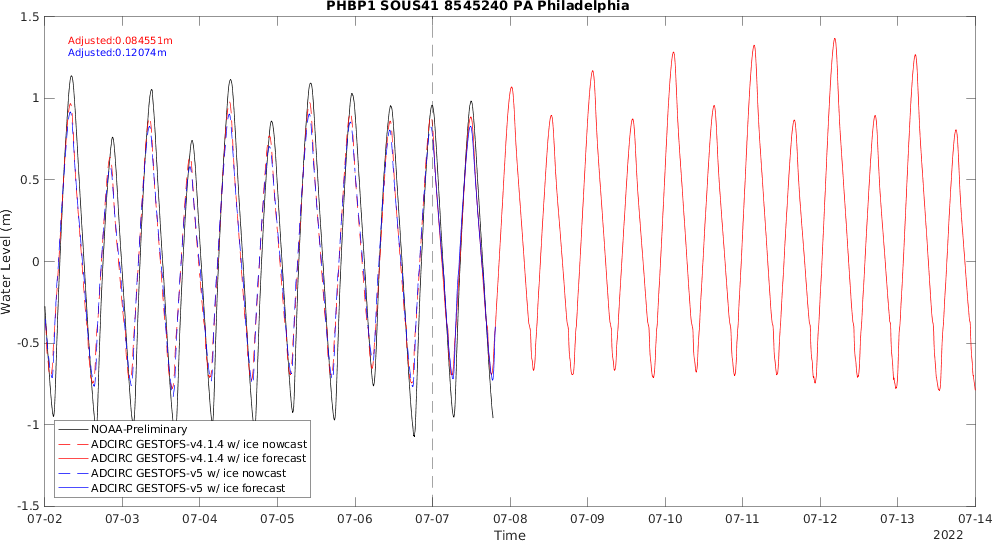 PHBP1 SOUS41 8545240 PA Philadelphia
1.5
Adjusted:0.084551m
Adjusted:0.12074m
1
0.5
0
-0.5
-1
-1.5
Water Level (m)
NOAA-Preliminary
ADCIRC GESTOFS-v4.1.4 w/ ice nowcast
ADCIRC GESTOFS-v4.1.4 w/ ice forecast
ADCIRC GESTOFS-v5 w/ ice nowcast
ADCIRC GESTOFS-v5 w/ ice forecast
07-02 07-03 07-04 07-05 07-06 07-07 07-08 07-09 07-10 07-11 07-12 07-13 07-14
Time
2022